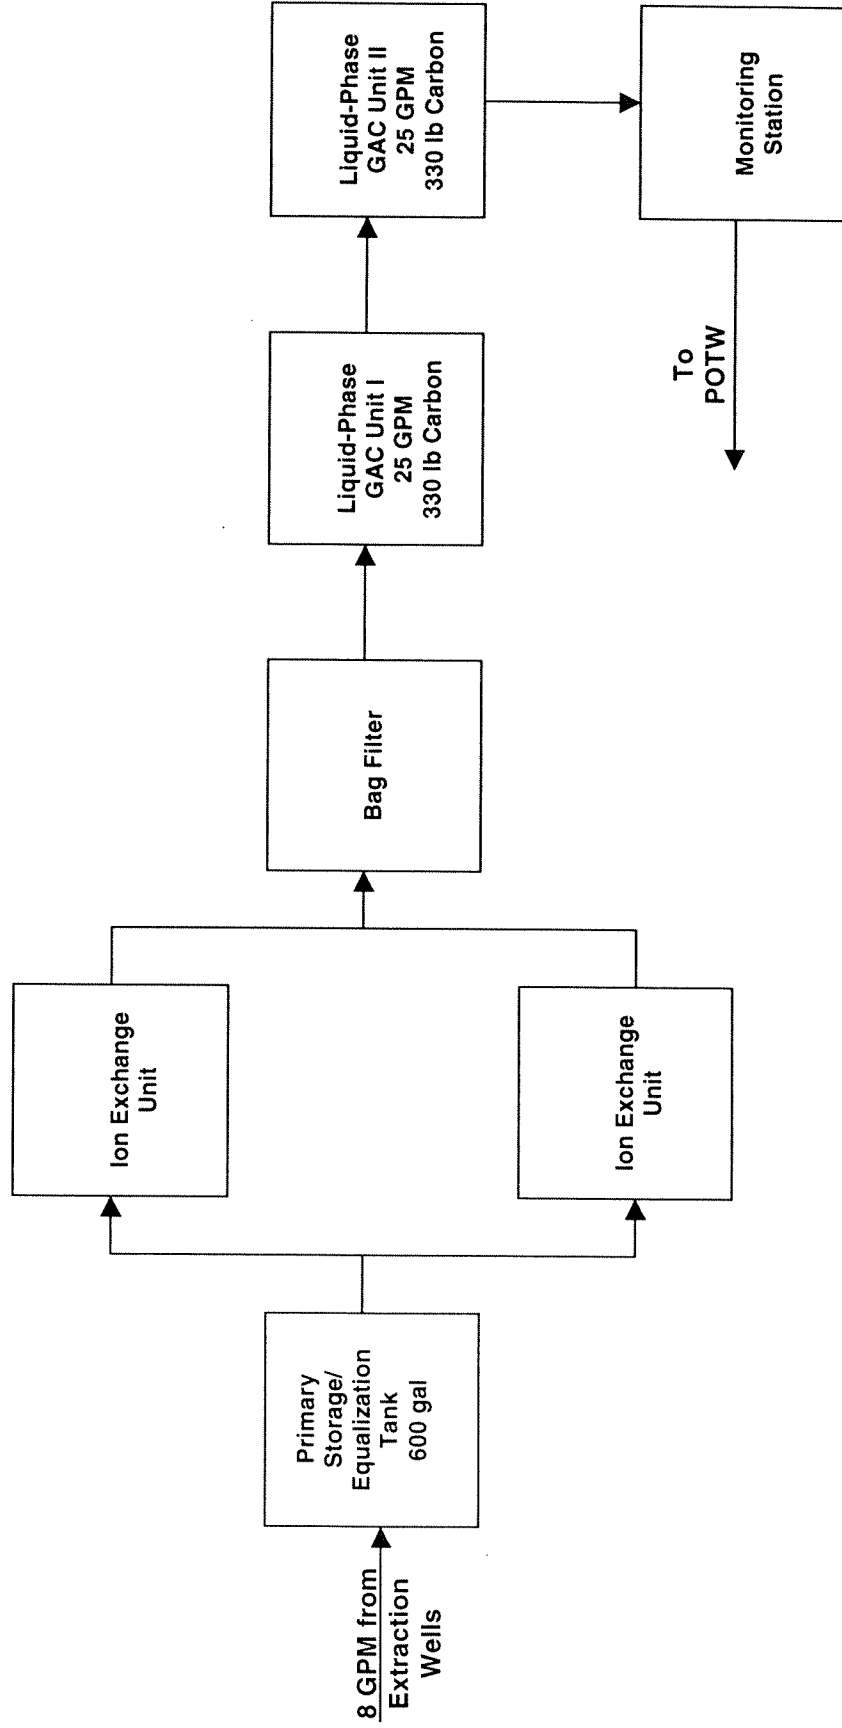 8 GPM from
Extraction
Wells
Primary
Storage/
Equalization
Tank
600 gal
Ion Exchange
Unit
Ion Exchange
Unit
Bag Filter
Liquid-Phase
GAC Unit I
25 GPM
330 lb Carbon
Liquid-Phase
GAC Unit II
25 GPM
330 lb Carbon
Monitoring
Station
To
POTW